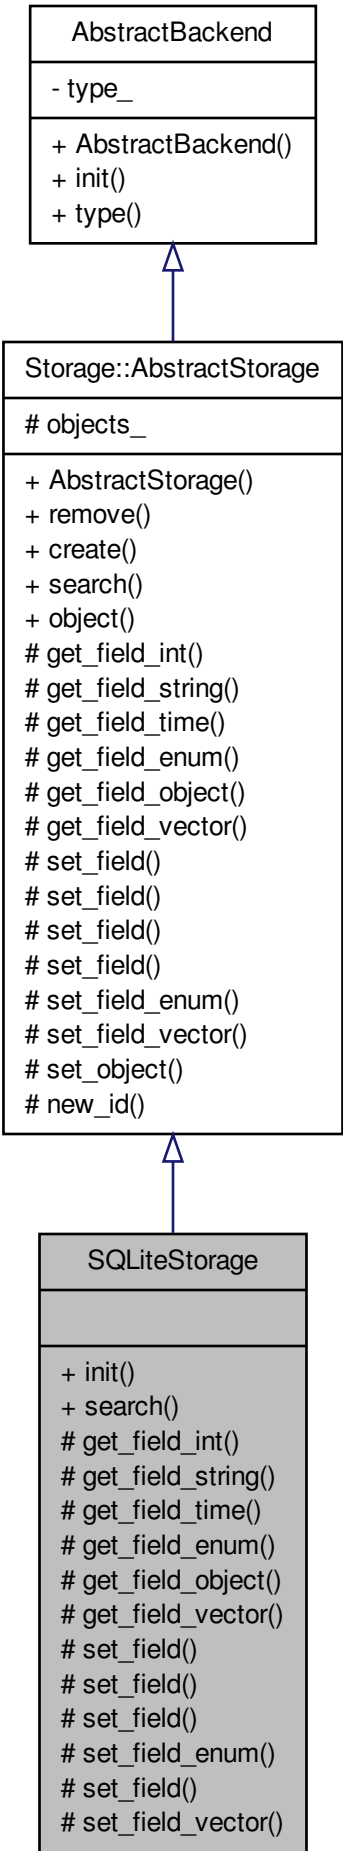 AbstractBackend
- type_
+ AbstractBackend()
+ init()
+ type()
Storage::AbstractStorage
# objects_
+ AbstractStorage()
+ remove()
+ create()
+ search()
+ object()
# get_field_int()
# get_field_string()
# get_field_time()
# get_field_enum()
# get_field_object()
# get_field_vector()
# set_field()
# set_field()
# set_field()
# set_field()
# set_field_enum()
# set_field_vector()
# set_object()
# new_id()
SQLiteStorage
+ init()
+ search()
# get_field_int()
# get_field_string()
# get_field_time()
# get_field_enum()
# get_field_object()
# get_field_vector()
# set_field()
# set_field()
# set_field()
# set_field_enum()
# set_field()
# set_field_vector()